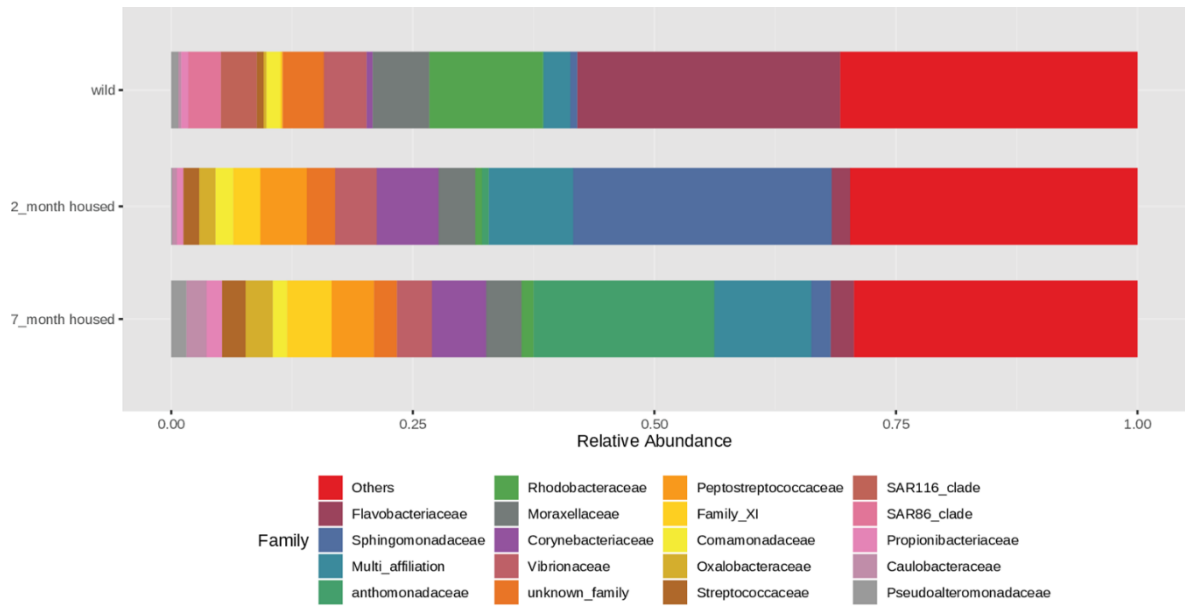 wild
2_month housed
7_month housed
0.00 0.25 0.50 0.75 1.00
Relative Abundance
Family
Others
Flavobacteriaceae
Sphingomonadaceae
Multi_affiliation
anthomonadaceae
Rhodobacteraceae
Moraxellaceae
Corynebacteriaceae
Vibrionaceae
unknown_family
Peptostreptococcaceae
Family_XI
Comamonadaceae
Oxalobacteraceae
Streptococcaceae
SAR116_clade
SAR86_clade
Propionibacteriaceae
Caulobacteraceae
Pseudoalteromonadaceae